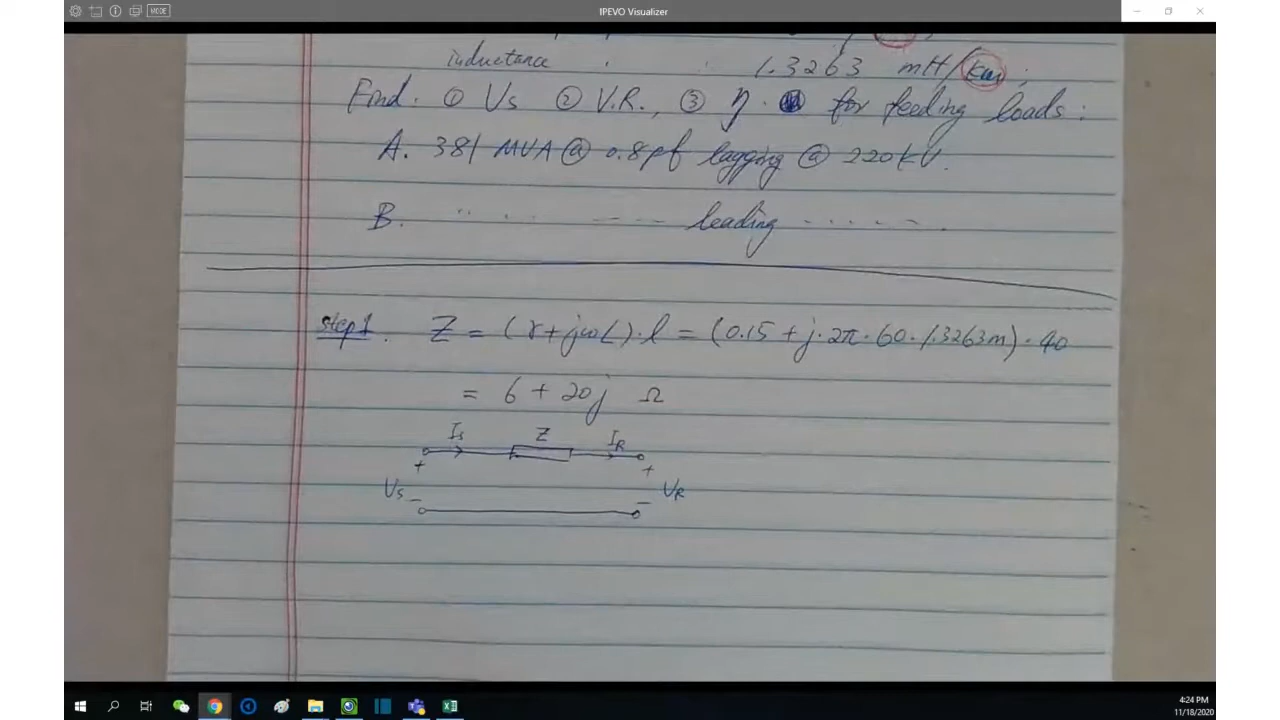 IPEVO Visualizer
MODE
inductance . . 1.3263 mH/km ;
Find. ① Vs ② V.R., ③ η. for feeding loads :
A. 381 MVA @ 0.8pf lagging @ 220kV.
B. leading
step1. Z = (r+jωL)·l = (0.15 + j·2π·60·1.3263m)·40
= 6 + 20j Ω
Is Z IR
+ +
Vs − − VR
4:24 PM
11/18/2020